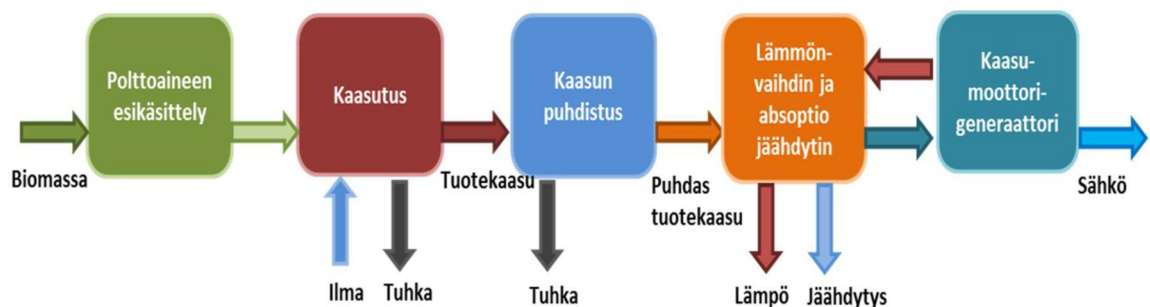 Polttoaineen
esikäsittely
Kaasutus
Kaasun
puhdistus
Lämmön-
vaihdin ja
absoptio
jäähdytin
Kaasu-
moottori-
generaattori
Biomassa
Tuotekaasu
Puhdas
tuotekaasu
Sähkö
Ilma
Tuhka
Tuhka
Lämpö
Jäähdytys